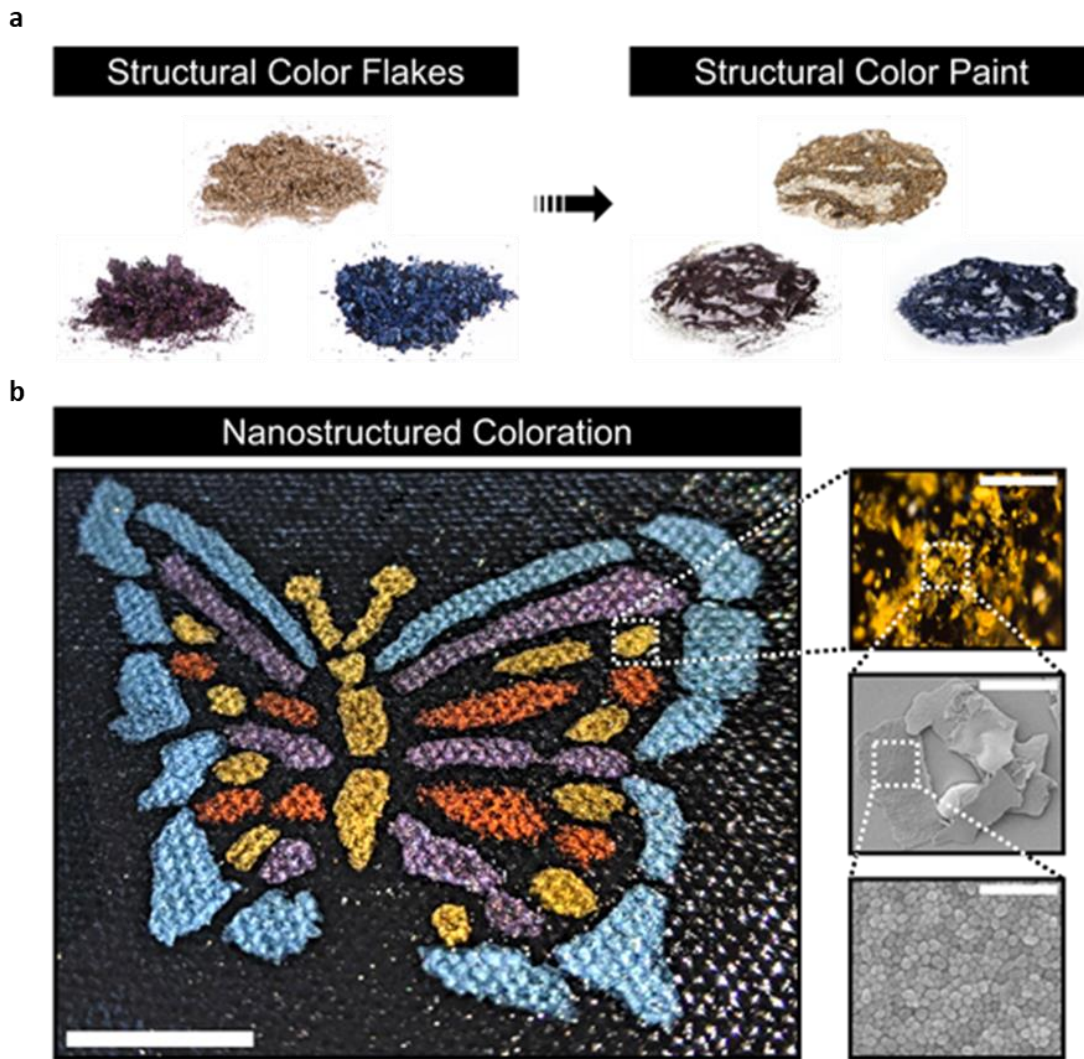 a
Structural Color Flakes
Structural Color Paint
b
Nanostructured Coloration